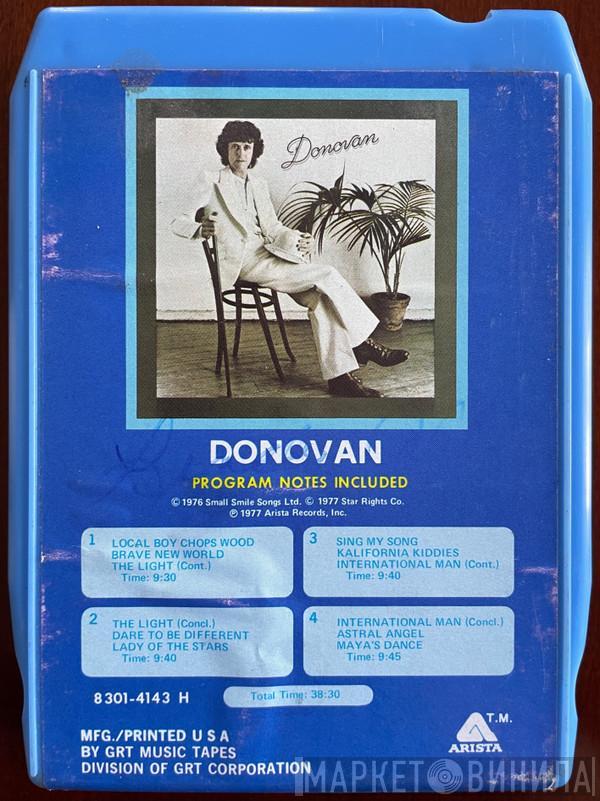 Donovan
DONOVAN
PROGRAM NOTES INCLUDED
© 1976 Small Smile Songs Ltd. © 1977 Star Rights Co.
℗ 1977 Arista Records, Inc.
1 LOCAL BOY CHOPS WOOD
BRAVE NEW WORLD
THE LIGHT (Cont.)
Time: 9:30
2 THE LIGHT (Concl.)
DARE TO BE DIFFERENT
LADY OF THE STARS
Time: 9:40
3 SING MY SONG
KALIFORNIA KIDDIES
INTERNATIONAL MAN (Cont.)
Time: 9:40
4 INTERNATIONAL MAN (Concl.)
ASTRAL ANGEL
MAYA'S DANCE
Time: 9:45
8301-4143 H
Total Time: 38:30
MFG./PRINTED U S A
BY GRT MUSIC TAPES
DIVISION OF GRT CORPORATION
T.M.
ARISTA
МАРКЕТ ВИНИЛА